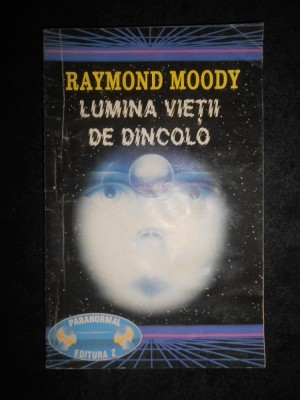 RAYMOND MOODY
LUMINA VIEȚII
DE DINCOLO
PARANORMAL
EDITURA Z